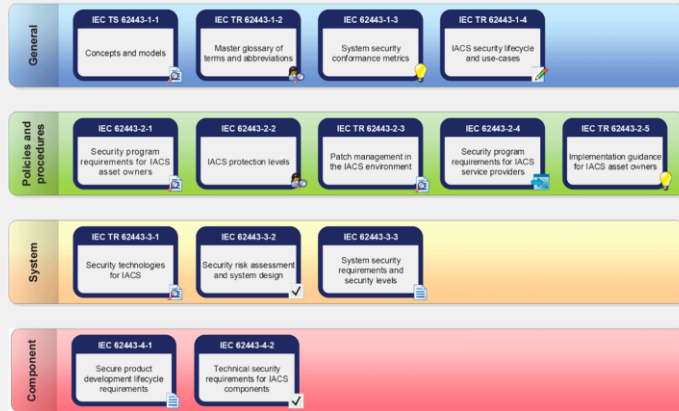 General
IEC TS 62443-1-1
Concepts and models
IEC TR 62443-1-2
Master glossary of
terms and abbreviations
IEC 62443-1-3
System security
conformance metrics
IEC TR 62443-1-4
IACS security lifecycle
and use-cases
Policies and
procedures
IEC 62443-2-1
Security program
requirements for IACS
asset owners
IEC 62443-2-2
IACS protection levels
IEC TR 62443-2-3
Patch management in
the IACS environment
IEC 62443-2-4
Security program
requirements for IACS
service providers
IEC TR 62443-2-5
Implementation guidance
for IACS asset owners
System
IEC TR 62443-3-1
Security technologies
for IACS
IEC 62443-3-2
Security risk assessment
and system design
IEC 62443-3-3
System security
requirements and
security levels
Component
IEC 62443-4-1
Secure product
development lifecycle
requirements
IEC 62443-4-2
Technical security
requirements for IACS
components